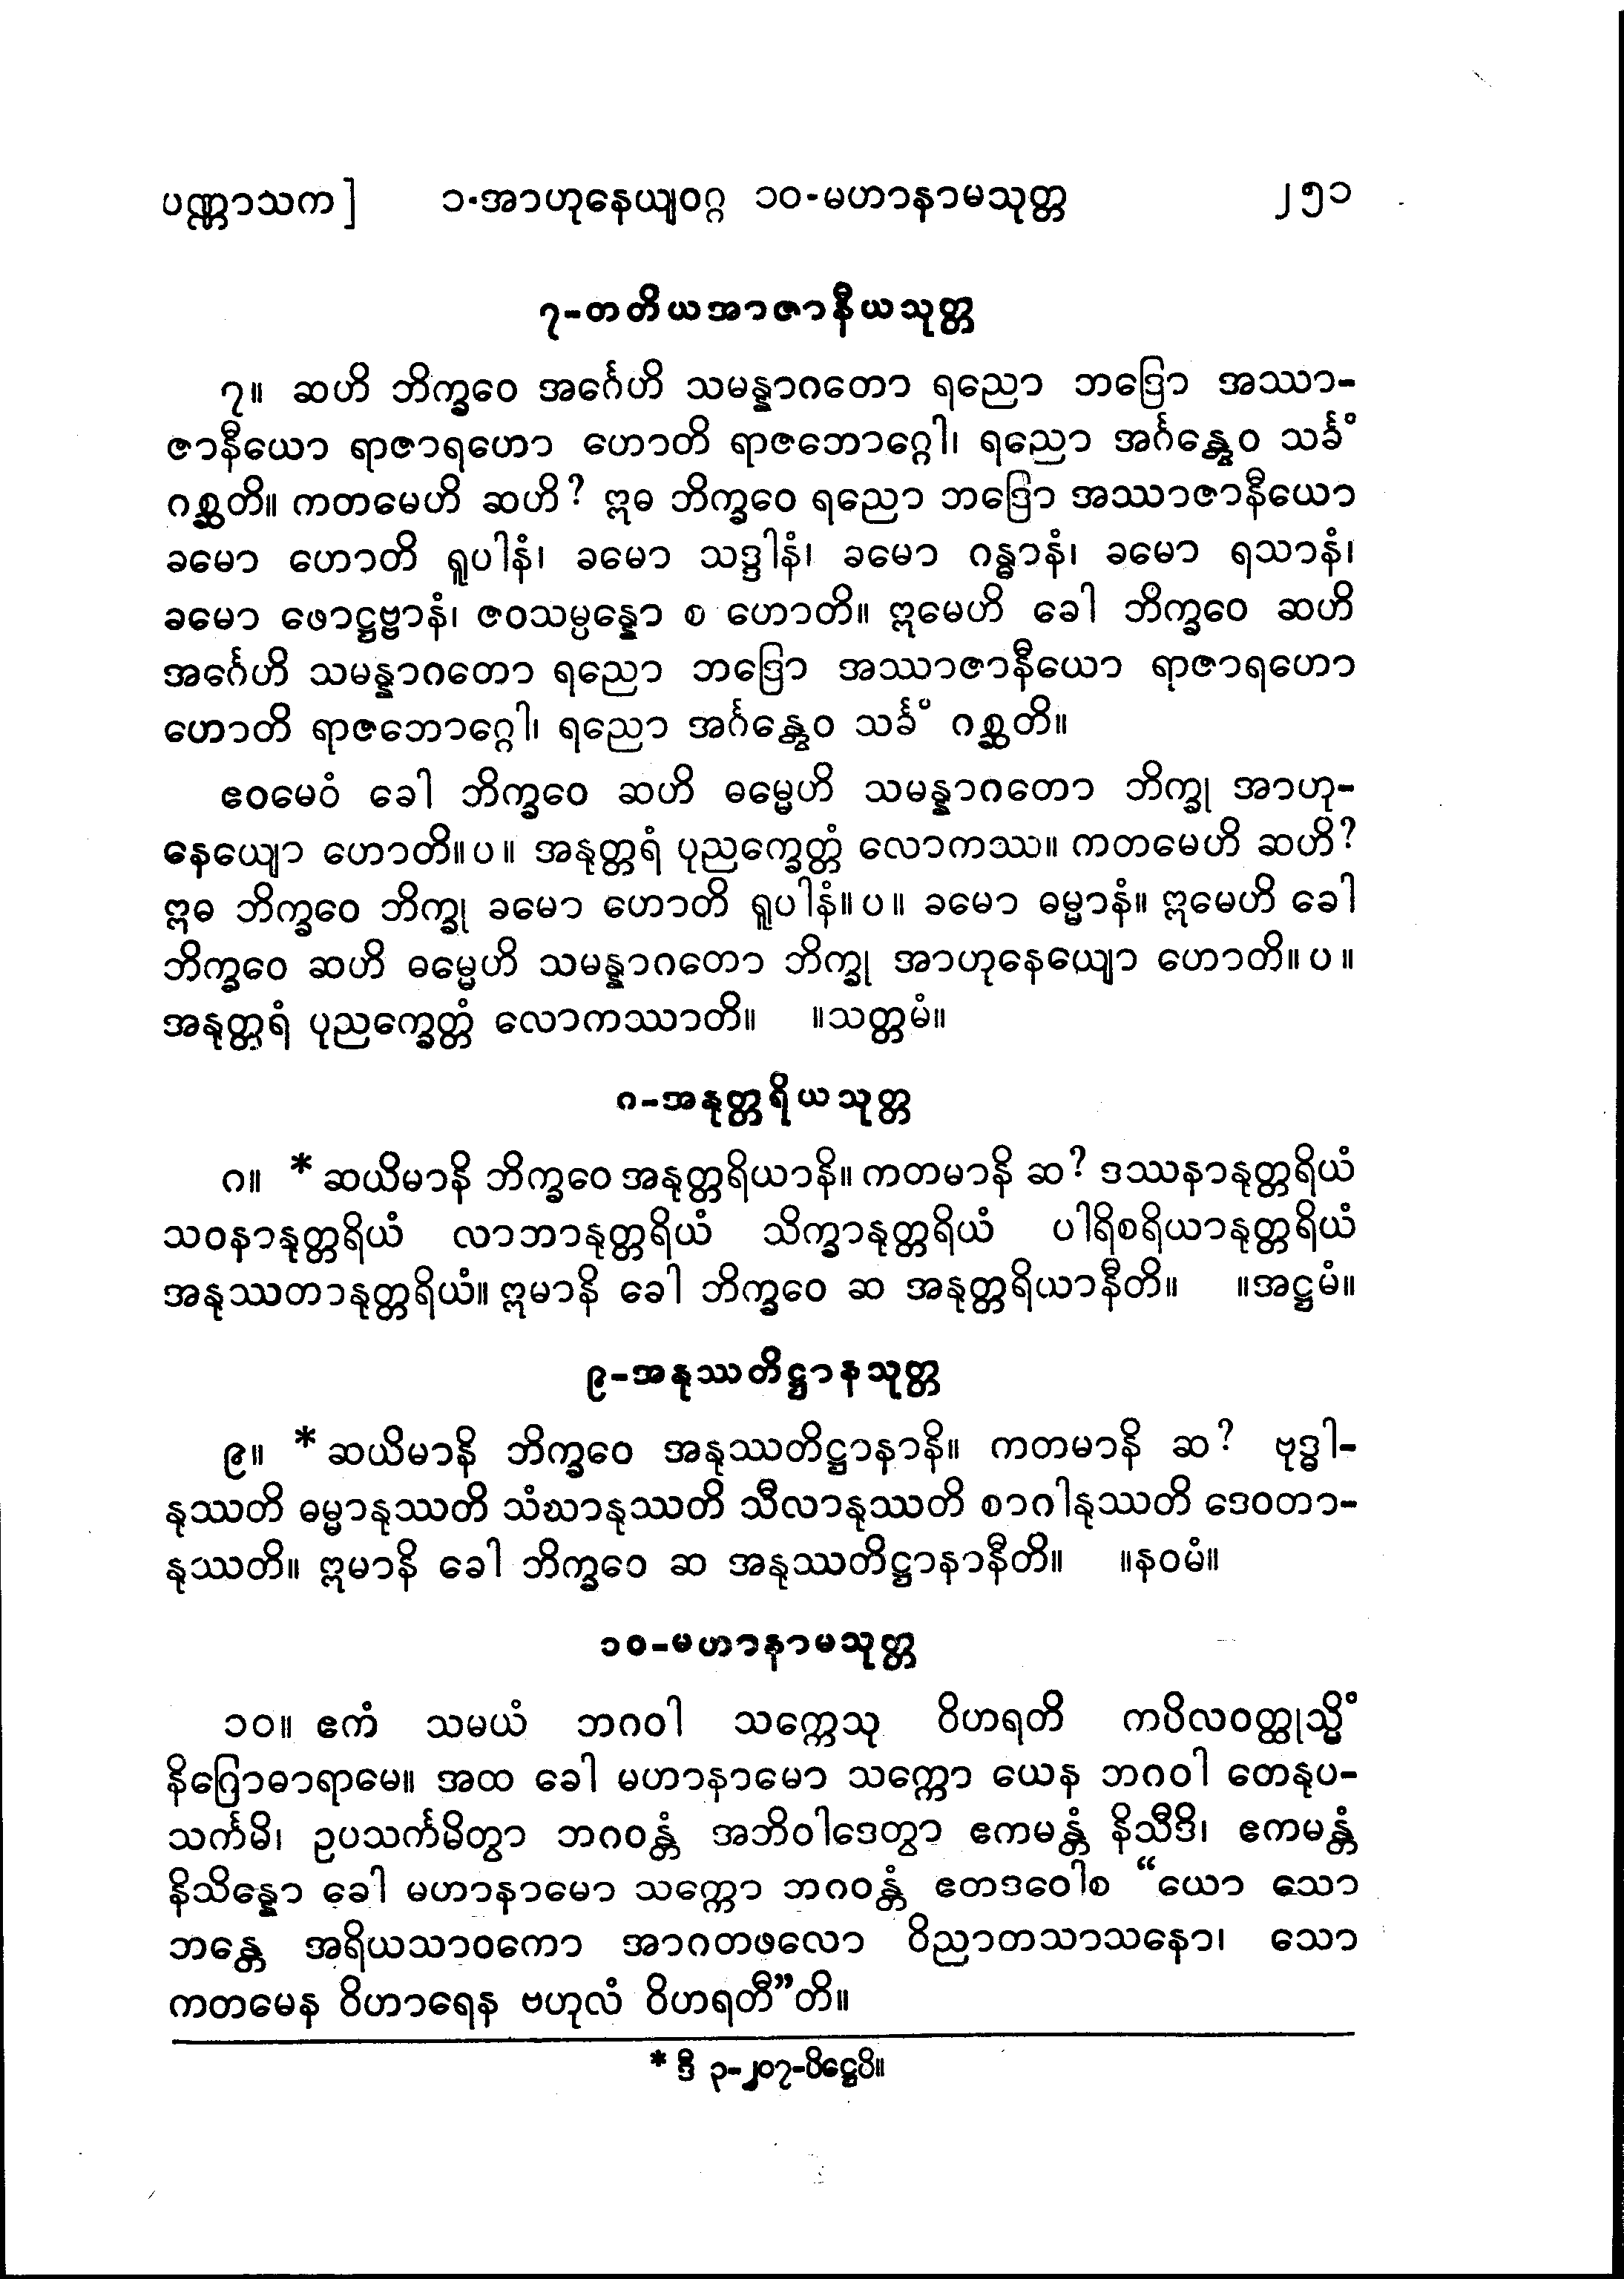 ပဏ္ဏာသက] ၁-အာဟုနေယျဝဂ္ဂ ၁၀-မဟာနာမသုတ္တ ၂၅၁
၇-တတိယအာဇာနီယသုတ္တ
၇။ ဆဟိ ဘိက္ခဝေ အင်္ဂေဟိ သမန္နာဂတော ရညော ဘဒြော အဿာ-
ဇာနီယော ရာဇာရဟော ဟောတိ ရာဇဘောဂ္ဂေါ၊ ရညော အင်္ဂန္တွေဝ သင်္ခံ
ဂစ္ဆတိ။ ကတမေဟိ ဆဟိ? ဣဓ ဘိက္ခဝေ ရညော ဘဒြော အဿာဇာနီယော
ခမော ဟောတိ ရူပါနံ၊ ခမော သဒ္ဒါနံ၊ ခမော ဂန္ဓာနံ၊ ခမော ရသာနံ၊
ခမော ဖောဋ္ဌဗ္ဗာနံ၊ ဇဝသမ္ပန္နော စ ဟောတိ။ ဣမေဟိ ခေါ ဘိက္ခဝေ ဆဟိ
အင်္ဂေဟိ သမန္နာဂတော ရညော ဘဒြော အဿာဇာနီယော ရာဇာရဟော
ဟောတိ ရာဇဘောဂ္ဂေါ၊ ရညော အင်္ဂန္တွေဝ သင်္ခံ ဂစ္ဆတိ။
ဧဝမေဝံ ခေါ ဘိက္ခဝေ ဆဟိ ဓမ္မေဟိ သမန္နာဂတော ဘိက္ခု အာဟု-
နေယျော ဟောတိ။ပ။ အနုတ္တရံ ပုညက္ခေတ္တံ လောကဿ။ ကတမေဟိ ဆဟိ?
ဣဓ ဘိက္ခဝေ ဘိက္ခု ခမော ဟောတိ ရူပါနံ။ပ။ ခမော ဓမ္မာနံ။ ဣမေဟိ ခေါ
ဘိက္ခဝေ ဆဟိ ဓမ္မေဟိ သမန္နာဂတော ဘိက္ခု အာဟုနေယျော ဟောတိ။ပ။
အနုတ္တရံ ပုညက္ခေတ္တံ လောကဿာတိ။ ။သတ္တမံ။
၈-အနုတ္တရိယသုတ္တ
၈။ * ဆယိမာနိ ဘိက္ခဝေ အနုတ္တရိယာနိ။ ကတမာနိ ဆ? ဒဿနာနုတ္တရိယံ
သဝနာနုတ္တရိယံ လာဘာနုတ္တရိယံ သိက္ခာနုတ္တရိယံ ပါရိစရိယာနုတ္တရိယံ
အနုဿတာနုတ္တရိယံ။ ဣမာနိ ခေါ ဘိက္ခဝေ ဆ အနုတ္တရိယာနီတိ။ ။အဋ္ဌမံ။
၉-အနုဿတိဋ္ဌာနသုတ္တ
၉။ * ဆယိမာနိ ဘိက္ခဝေ အနုဿတိဋ္ဌာနာနိ။ ကတမာနိ ဆ? ဗုဒ္ဓါ-
နုဿတိ ဓမ္မာနုဿတိ သံဃာနုဿတိ သီလာနုဿတိ စာဂါနုဿတိ ဒေဝတာ-
နုဿတိ။ ဣမာနိ ခေါ ဘိက္ခဝေ ဆ အနုဿတိဋ္ဌာနာနီတိ။ ။နဝမံ။
၁၀-မဟာနာမသုတ္တ
၁၀။ ဧကံ သမယံ ဘဂဝါ သက္ကေသု ဝိဟရတိ ကပိလဝတ္ထုသ္မိံ
နိဂြောဓာရာမေ။ အထ ခေါ မဟာနာမော သက္ကော ယေန ဘဂဝါ တေနုပ-
သင်္ကမိ၊ ဥပသင်္ကမိတွာ ဘဂဝန္တံ အဘိဝါဒေတွာ ဧကမန္တံ နိသီဒိ၊ ဧကမန္တံ
နိသိန္နော ခေါ မဟာနာမော သက္ကော ဘဂဝန္တံ ဧတဒဝေါစ “ယော သော
ဘန္တေ အရိယသာဝကော အာဂတဖလော ဝိညာတသာသနော၊ သော
ကတမေန ဝိဟာရေန ဗဟုလံ ဝိဟရတီ”တိ။
* ဒီ ၃-၂၀၇-ပိဋ္ဌေပိ။